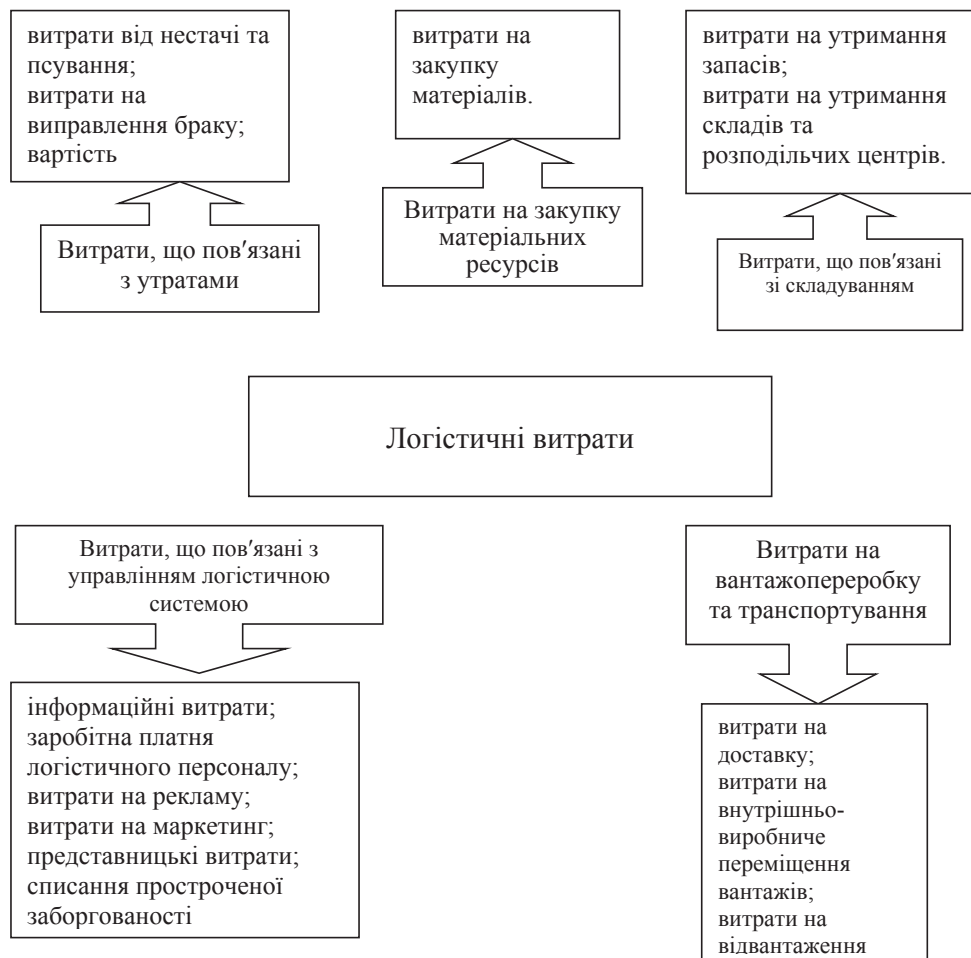 витрати від нестачі та
псування;
витрати на
виправлення браку;
вартість
витрати на
закупку
матеріалів.
витрати на утримання
запасів;
витрати на утримання
складів та
розподільчих центрів.
Витрати, що пов′язані
з утратами
Витрати на закупку
матеріальних
ресурсів
Витрати, що пов′язані
зі складуванням
Логістичні витрати
Витрати, що пов′язані з
управлінням логістичною
системою
Витрати на
вантажопереробку
та транспортування
інформаційні витрати;
заробітна платня
логістичного персоналу;
витрати на рекламу;
витрати на маркетинг;
представницькі витрати;
списання простроченої
заборгованості
витрати на
доставку;
витрати на
внутрішньо-
виробниче
переміщення
вантажів;
витрати на
відвантаження